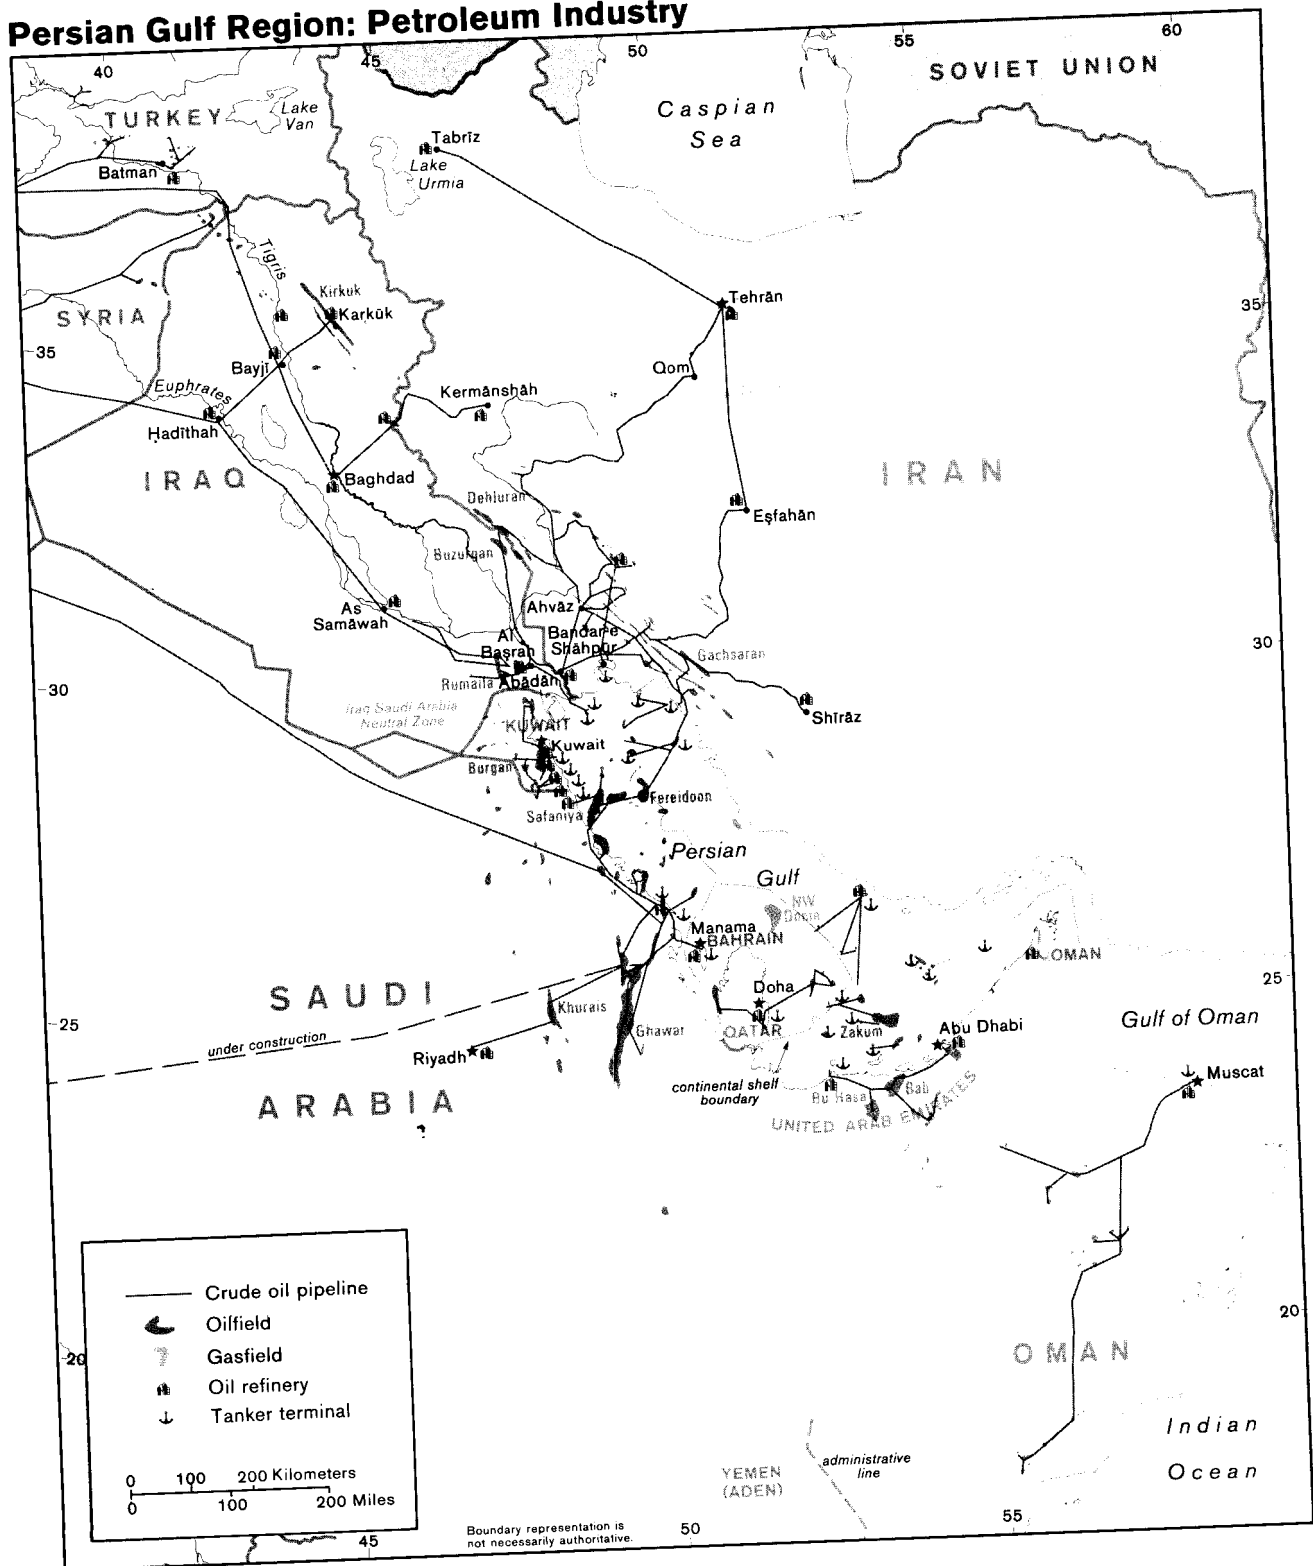 Persian Gulf Region: Petroleum Industry
40
45
50
55
60
SOVIET UNION
Caspian
Sea
TURKEY
Lake
Van
Tabrīz
Batman
Lake
Urmia
Tigris
Kirkuk
Karkūk
Tehrān
35
SYRIA
35
Bayjī
Qom
Euphrates
Kermānshāh
Ḥadīthah
IRAQ
Baghdad
IRAN
Dehluran
Eşfahān
Buzurgan
As
Samāwah
Ahvāz
Al
Başrah
Bandar-e
Shāhpūr
30
Gachsaran
30
Rumaila
Ābādān
Iraq Saudi Arabia
Neutral Zone
Shīrāz
KUWAIT
Kuwait
Burgan
Fereidoon
Safaniya
Persian
Gulf
NW
Dome
Manama
BAHRAIN
OMAN
25
SAUDI
Khurais
Doha
25
Ghawar
QATAR
Zakum
Abu Dhabi
Gulf of Oman
under construction
Riyadh
continental shelf
boundary
Bu Hasa
Bab
Muscat
ARABIA
UNITED ARAB EMIRATES
Crude oil pipeline
Oilfield
20
Gasfield
20
OMAN
Oil refinery
Tanker terminal
Indian
Ocean
0 100 200 Kilometers
0 100 200 Miles
YEMEN
(ADEN)
administrative
line
Boundary representation is
not necessarily authoritative.
45
50
55